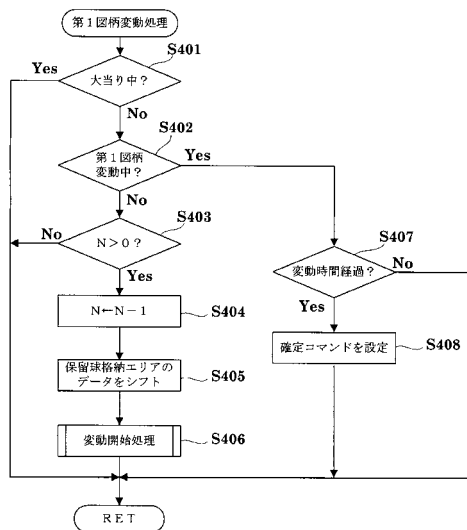 第1図柄変動処理
S401
Yes
大当り中?
No
S402
第1図柄
変動中?
Yes
No
S403
No
N>0?
Yes
S407
変動時間経過?
No
Yes
N←N−1
S404
確定コマンドを設定
S408
保留球格納エリアの
データをシフト
S405
変動開始処理
S406
RET